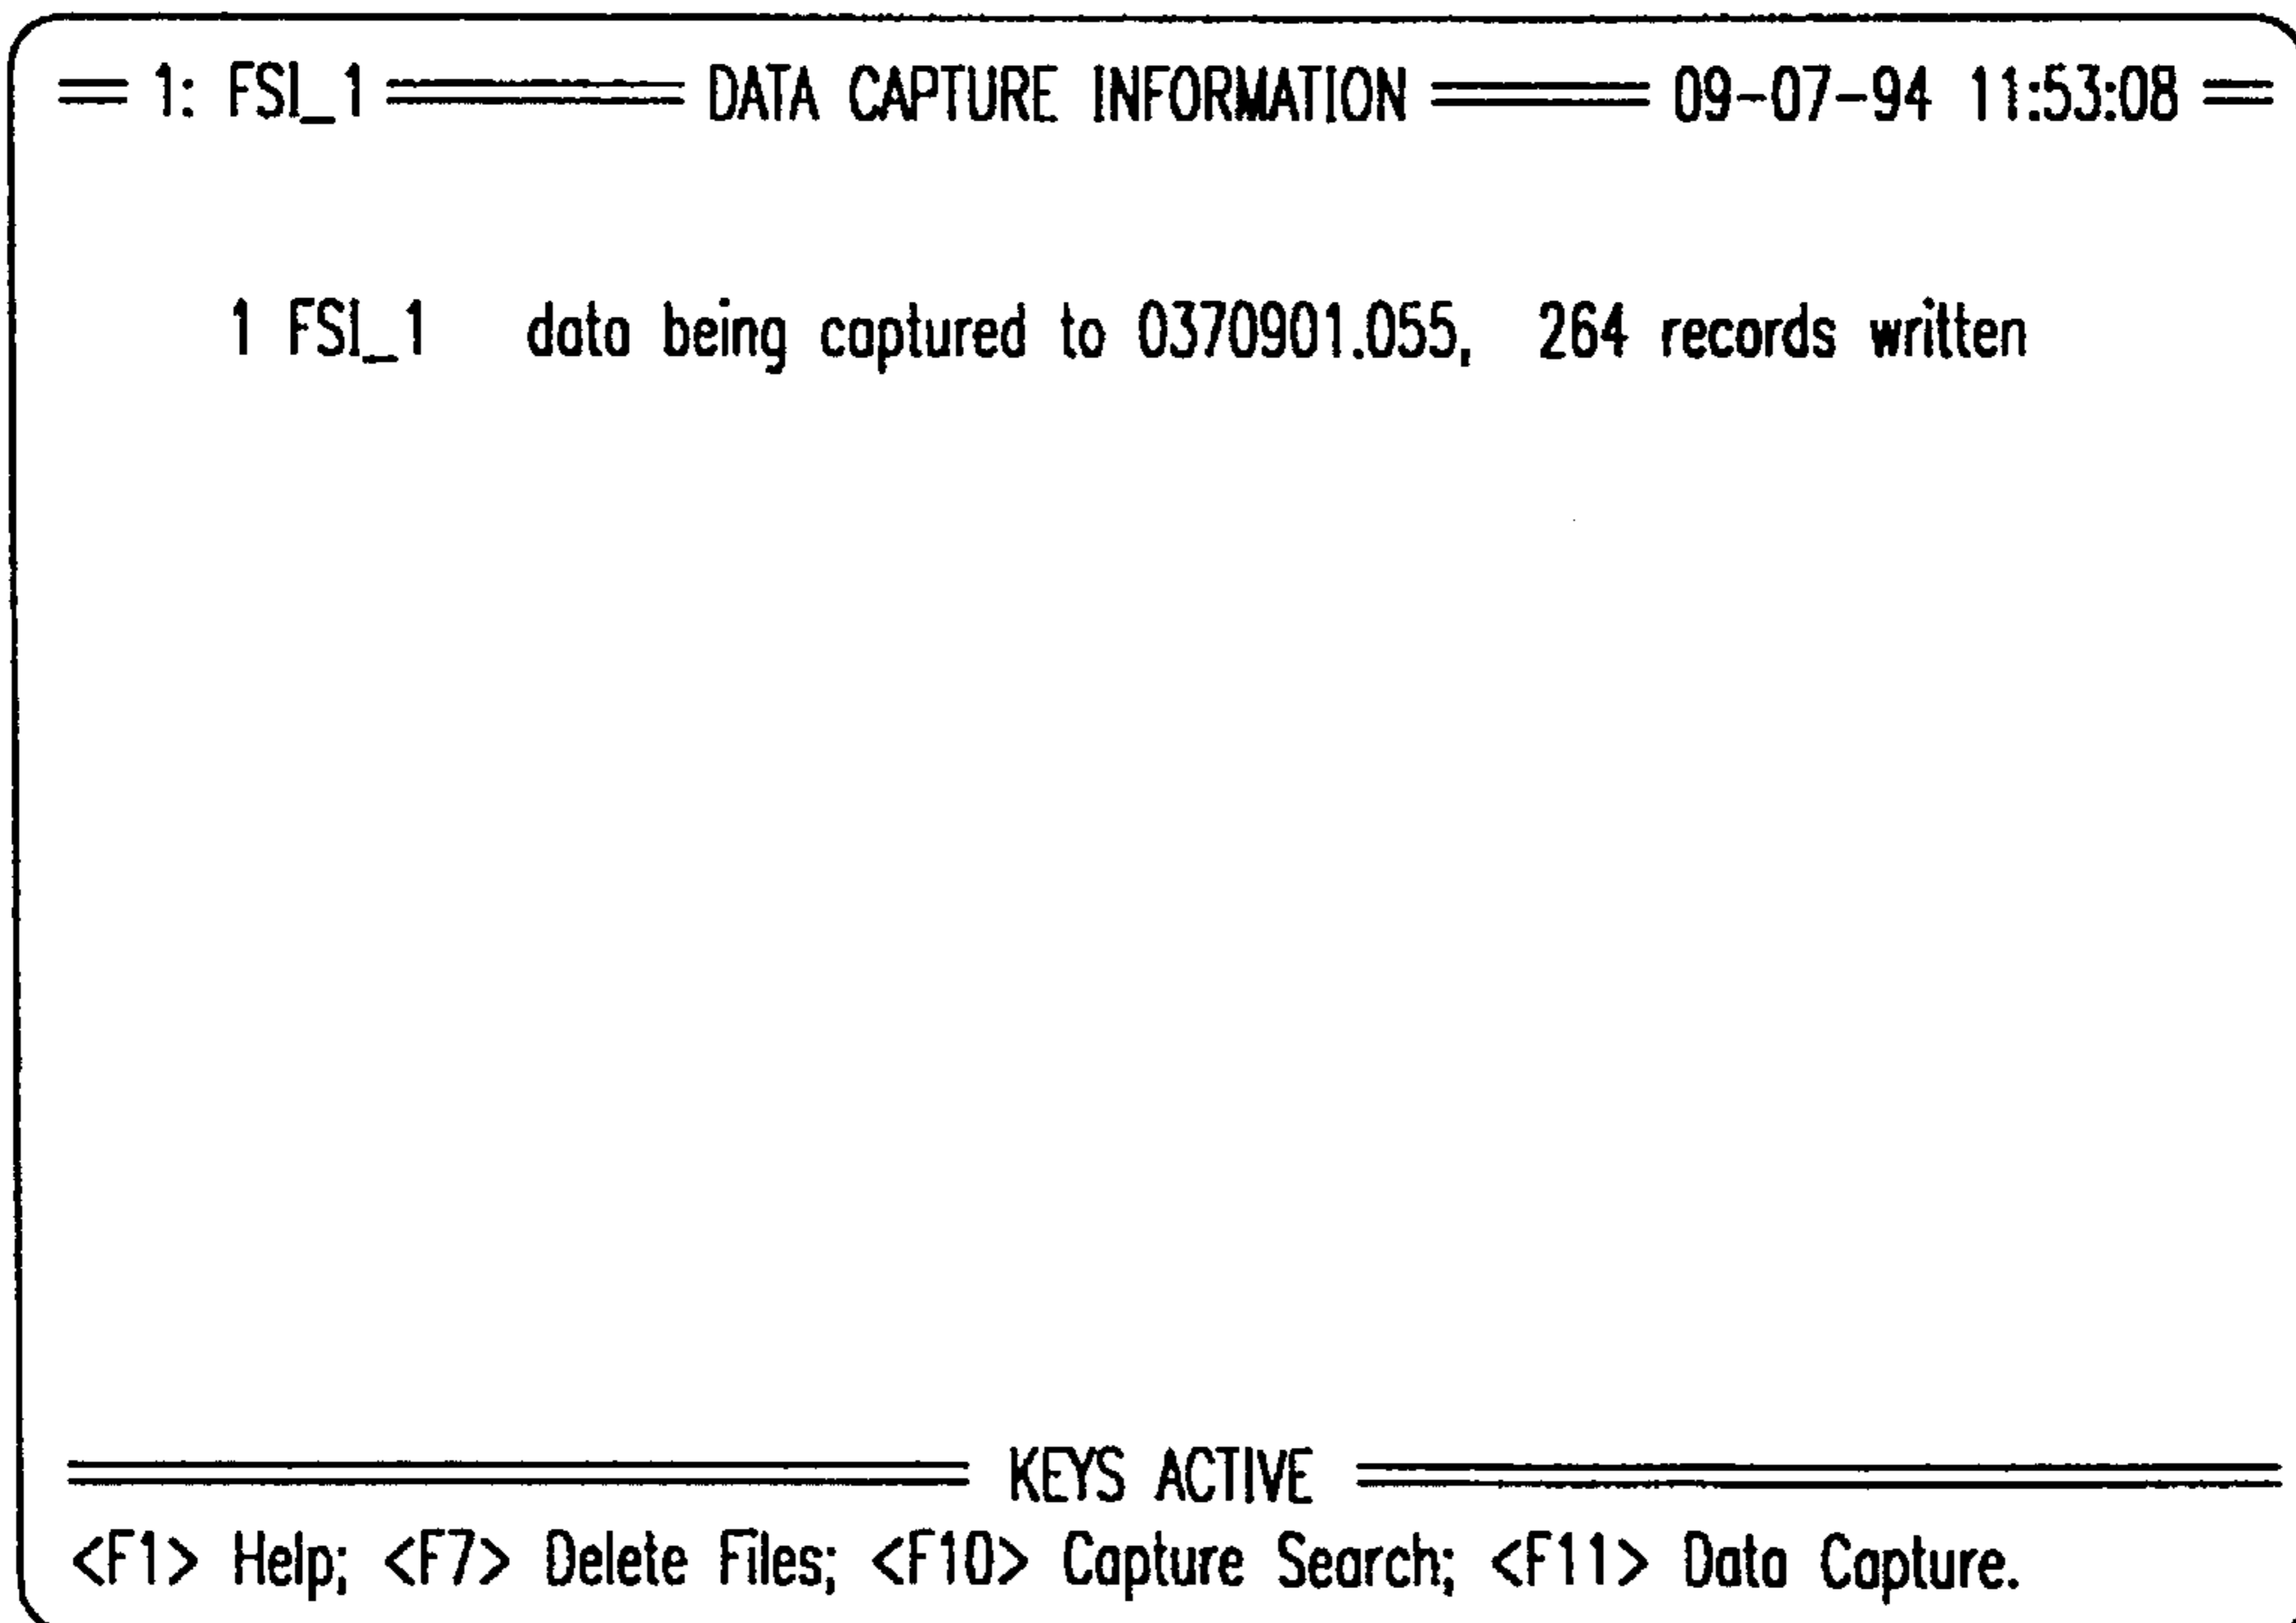 == 1: FSI_1 ======== DATA CAPTURE INFORMATION ====== 09-07-94 11:53:08 ==
1 FSI_1 data being captured to 0370901.055, 264 records written
KEYS ACTIVE
<F1> Help; <F7> Delete Files; <F10> Capture Search; <F11> Data Capture.